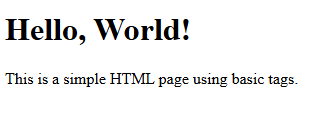 Hello, World!
This is a simple HTML page using basic tags.